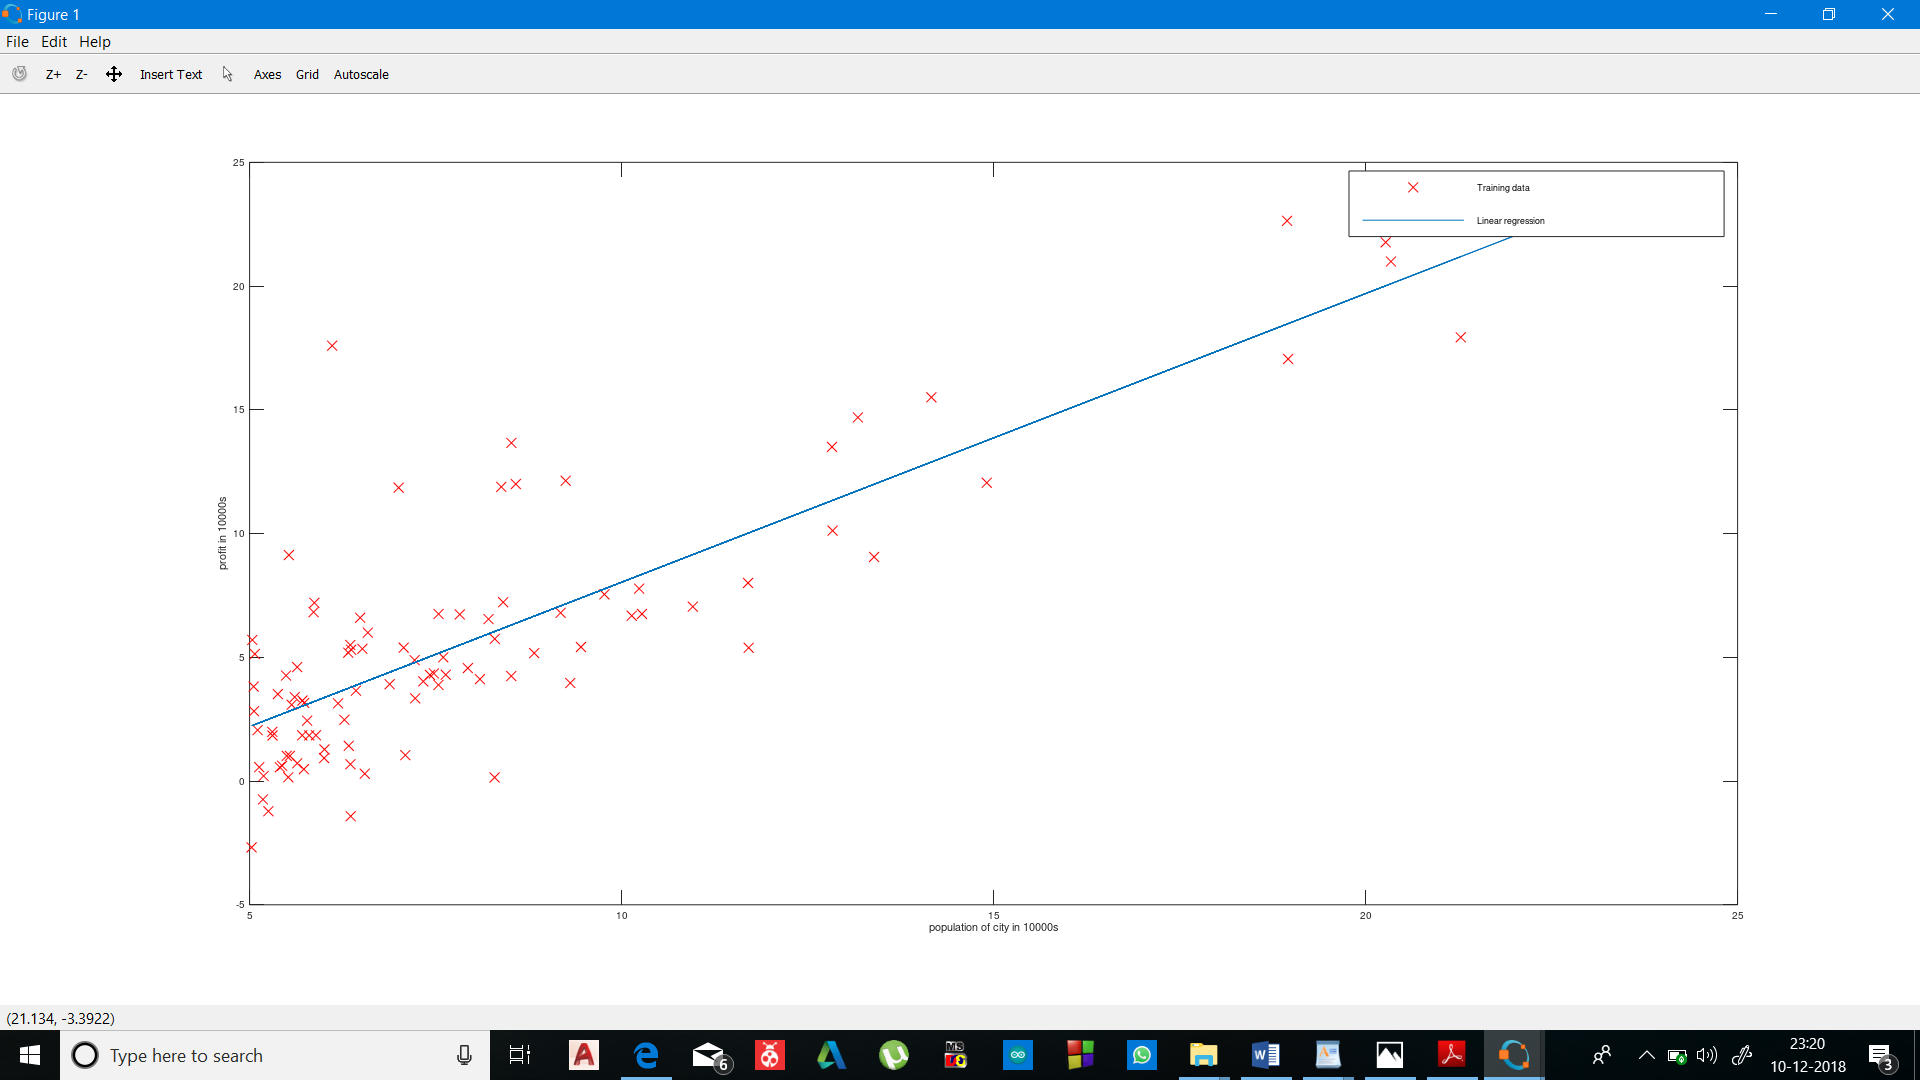 Figure 1
File Edit Help
Z+ Z- Insert Text Axes Grid Autoscale
25
Training data
Linear regression
20
15
profit in 10000s
10
5
0
-5
5 10 15 20 25
population of city in 10000s
(21.134, -3.3922)
Type here to search
6
MS
23:20
10-12-2018
3